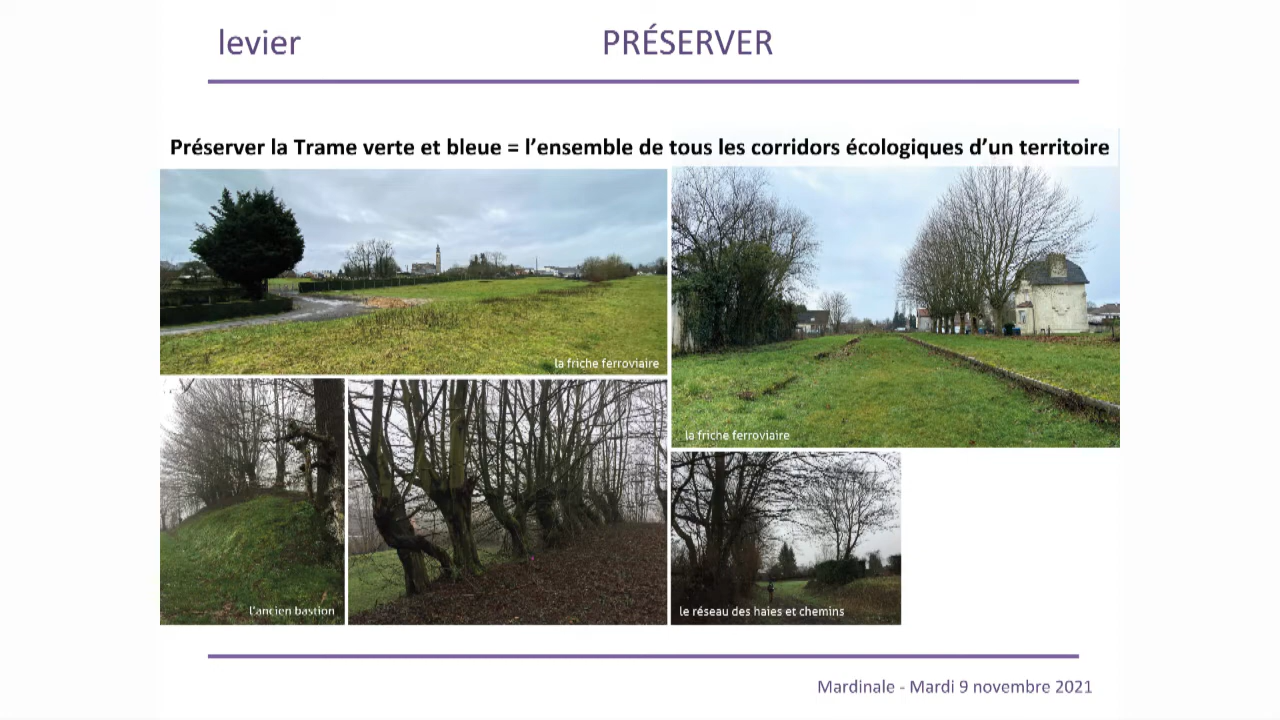 levier
PRÉSERVER
Préserver la Trame verte et bleue = l’ensemble de tous les corridors écologiques d’un territoire
la friche ferroviaire
la friche ferroviaire
l'ancien bastion
le réseau des haies et chemins
Mardinale - Mardi 9 novembre 2021